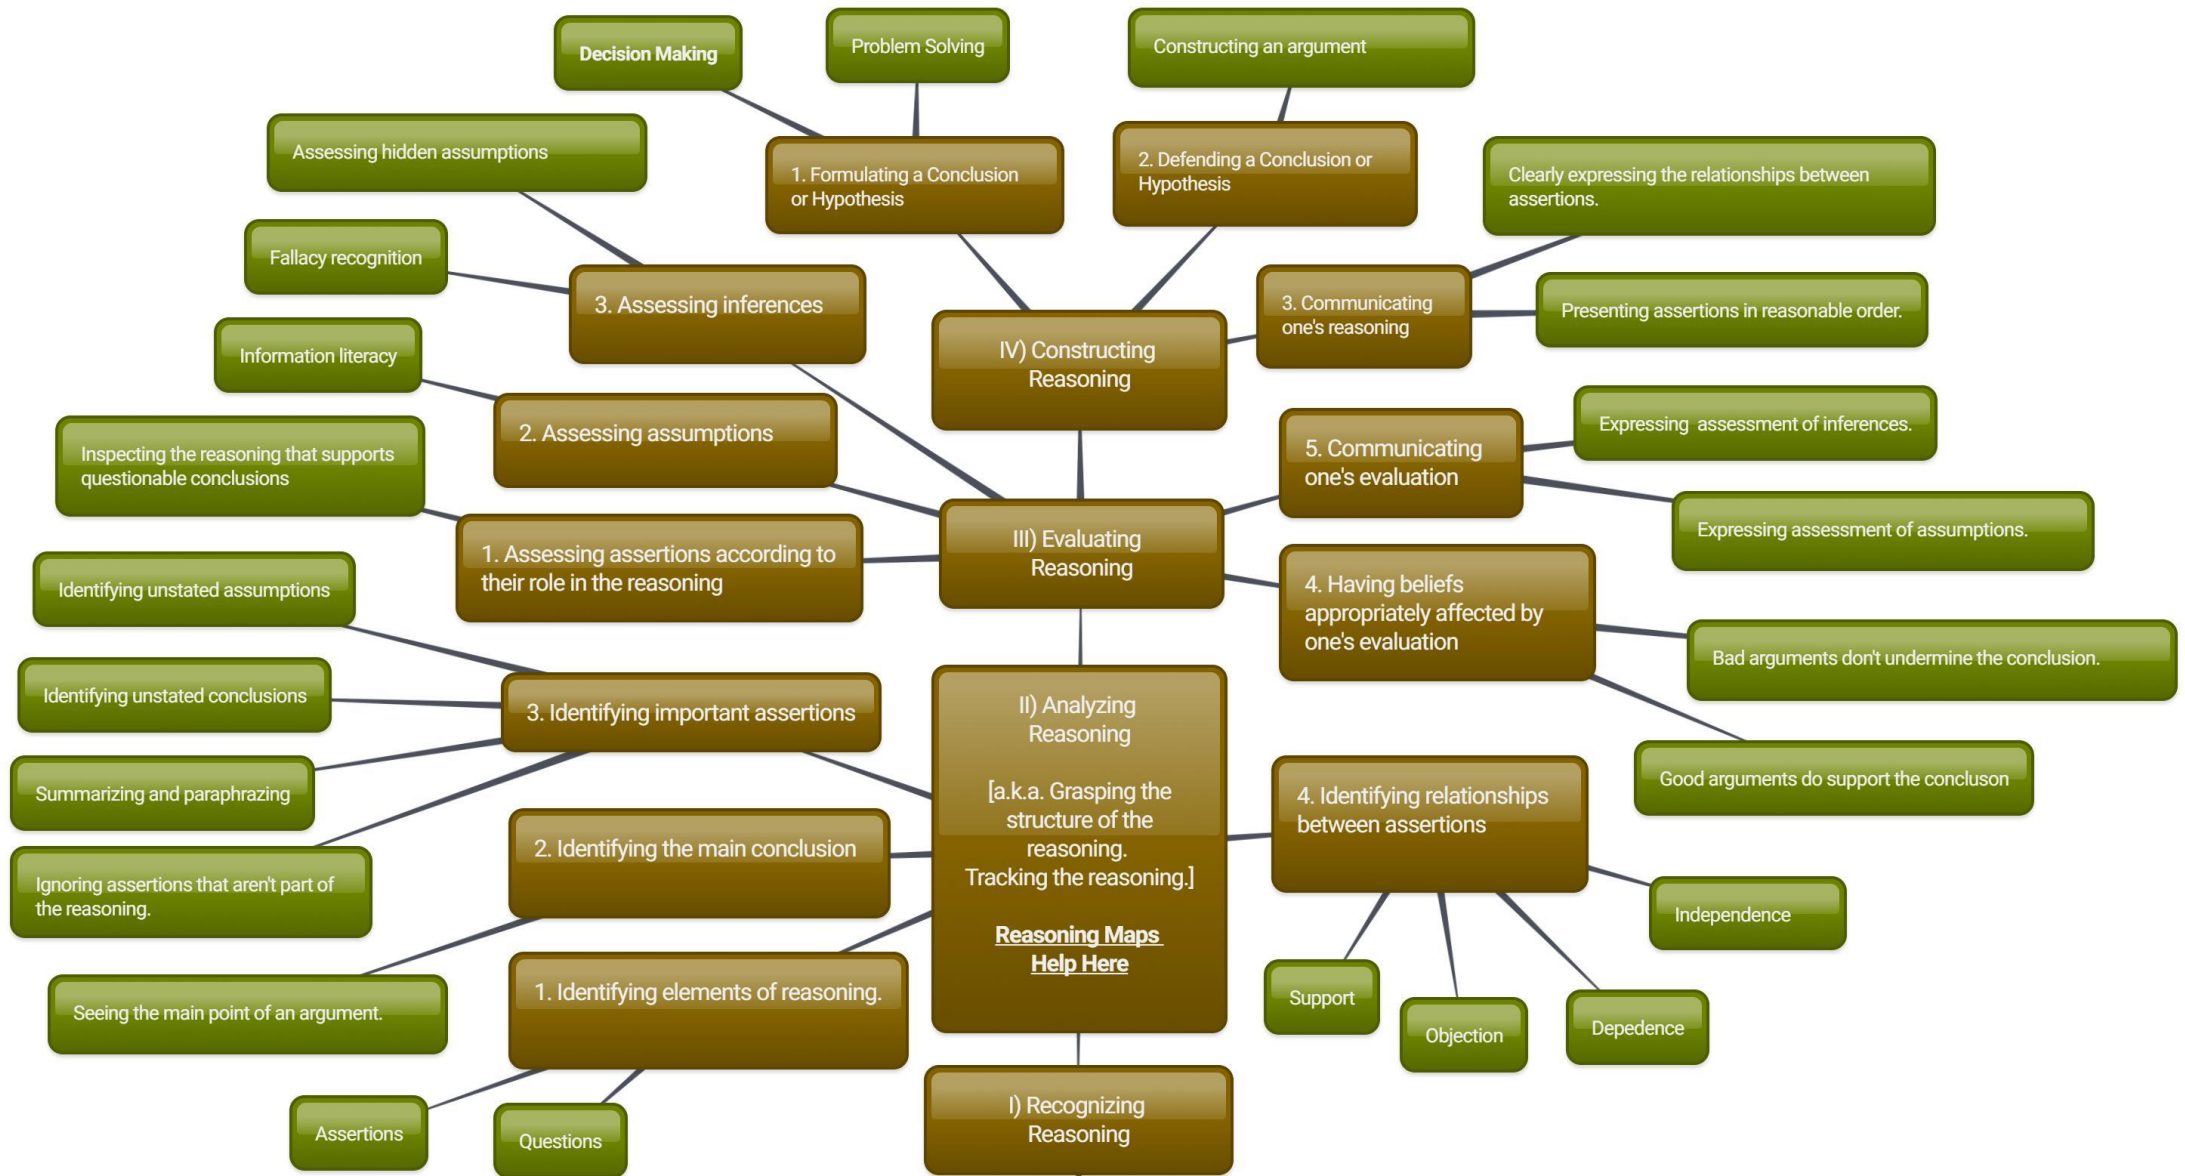 Decision Making
Problem Solving
Constructing an argument
Assessing hidden assumptions
1. Formulating a Conclusion
or Hypothesis
2. Defending a Conclusion or
Hypothesis
Clearly expressing the relationships between
assertions.
Fallacy recognition
3. Assessing inferences
3. Communicating
one's reasoning
Presenting assertions in reasonable order.
Information literacy
IV) Constructing
Reasoning
2. Assessing assumptions
Expressing  assessment of inferences.
5. Communicating
one's evaluation
Inspecting the reasoning that supports
questionable conclusions
Expressing assessment of assumptions.
III) Evaluating
Reasoning
1. Assessing assertions according to
their role in the reasoning
4. Having beliefs
appropriately affected by
one's evaluation
Identifying unstated assumptions
Bad arguments don't undermine the conclusion.
Identifying unstated conclusions
3. Identifying important assertions
II) Analyzing
Reasoning
[a.k.a. Grasping the
structure of the
reasoning.
Tracking the reasoning.]
Reasoning Maps
Help Here
Good arguments do support the concluson
Summarizing and paraphrazing
4. Identifying relationships
between assertions
2. Identifying the main conclusion
Ignoring assertions that aren't part of
the reasoning.
Independence
Seeing the main point of an argument.
1. Identifying elements of reasoning.
Support
Objection
Depedence
I) Recognizing
Reasoning
Assertions
Questions